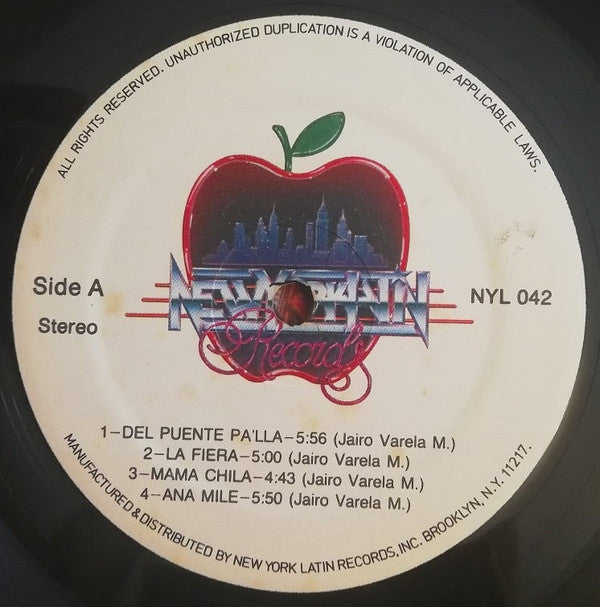 ALL RIGHTS RESERVED. UNAUTHORIZED DUPLICATION IS A VIOLATION OF APPLICABLE LAWS.
New York Latin
Records
Side A
Stereo
NYL 042
1-DEL PUENTE PA'LLA-5:56 (Jairo Varela M.)
2-LA FIERA-5:00 (Jairo Varela M.)
3-MAMA CHILA-4:43 (Jairo Varela M.)
4-ANA MILE-5:50 (Jairo Varela M.)
MANUFACTURED & DISTRIBUTED BY NEW YORK LATIN RECORDS, INC. BROOKLYN, N.Y. 11217.